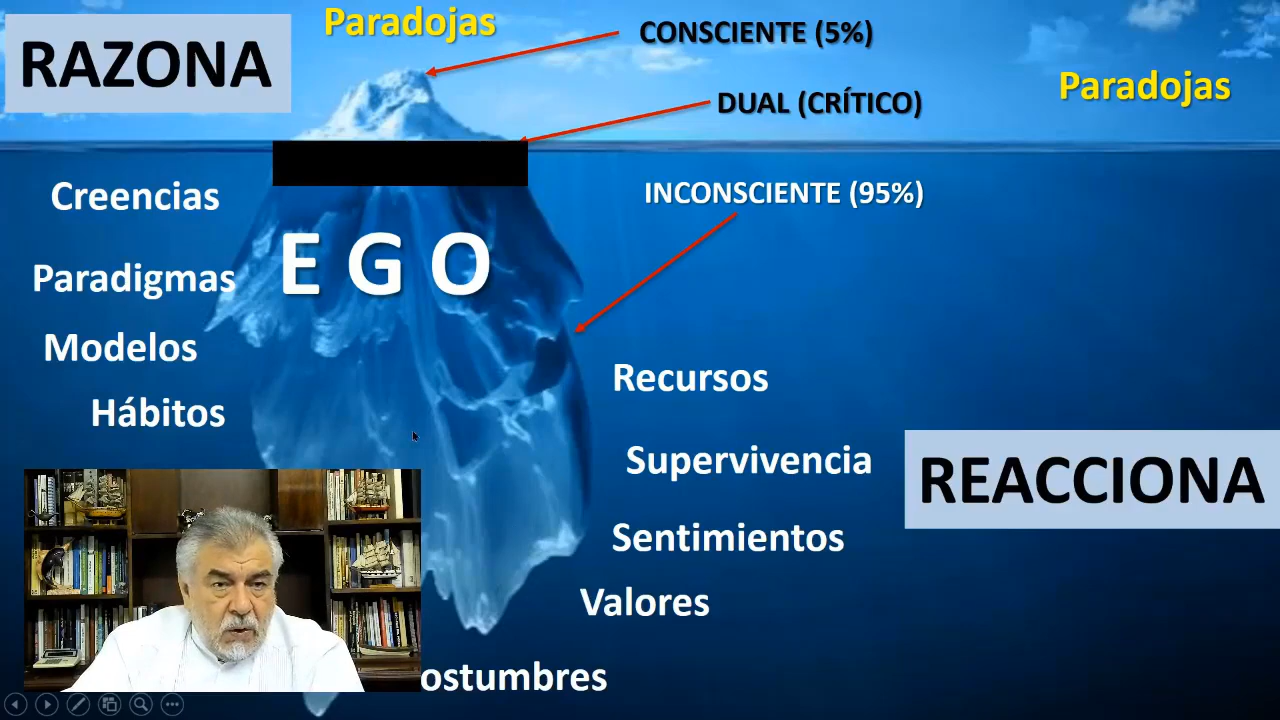 Paradojas
CONSCIENTE (5%)
RAZONA
Paradojas
DUAL (CRÍTICO)
Creencias
INCONSCIENTE (95%)
E G O
Paradigmas
Modelos
Recursos
Hábitos
Supervivencia
REACCIONA
Sentimientos
Valores
ostumbres